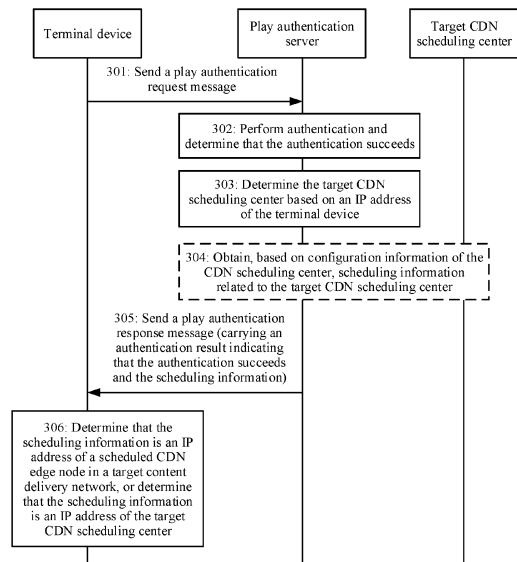 Terminal device
Play authentication
server
Target CDN
scheduling center
301: Send a play authentication
request message
302: Perform authentication and
determine that the authentication succeeds
303: Determine the target CDN
scheduling center based on an IP address
of the terminal device
304: Obtain, based on configuration information of the
CDN scheduling center, scheduling information
related to the target CDN scheduling center
305: Send a play authentication
response message (carrying an
authentication result indicating
that the authentication succeeds
and the scheduling information)
306: Determine that the
scheduling information is an IP
address of a scheduled CDN
edge node in a target content
delivery network, or determine
that the scheduling information
is an IP address of the target
CDN scheduling center